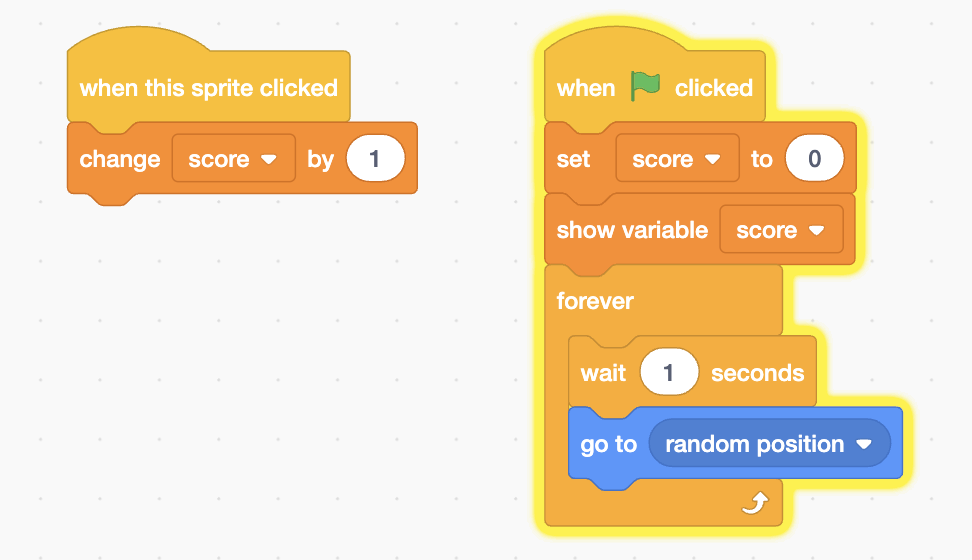 when this sprite clicked
change score by 1
when clicked
set score to 0
show variable score
forever
wait 1 seconds
go to random position